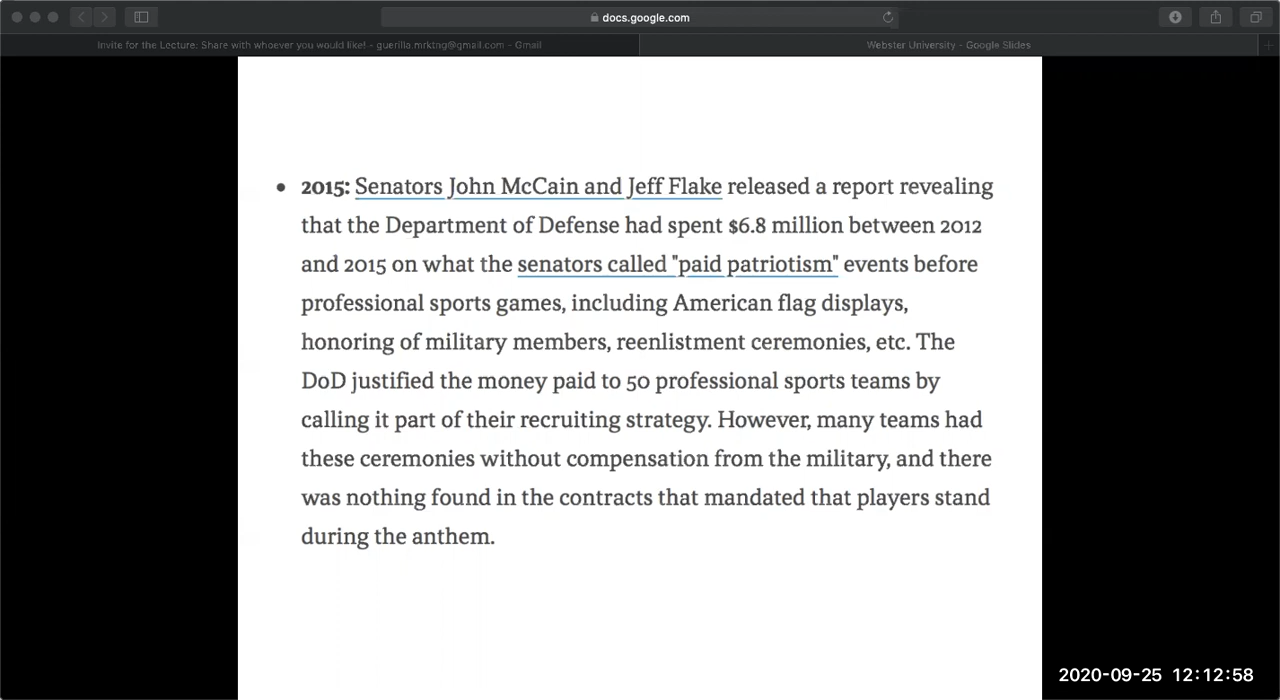 docs.google.com
Invite for the Lecture: Share with whoever you would like! - guerilla.mrktng@gmail.com - Gmail
Webster University - Google Slides
• 2015: Senators John McCain and Jeff Flake released a report revealing
that the Department of Defense had spent $6.8 million between 2012
and 2015 on what the senators called "paid patriotism" events before
professional sports games, including American flag displays,
honoring of military members, reenlistment ceremonies, etc. The
DoD justified the money paid to 50 professional sports teams by
calling it part of their recruiting strategy. However, many teams had
these ceremonies without compensation from the military, and there
was nothing found in the contracts that mandated that players stand
during the anthem.
2020-09-25 12:12:58